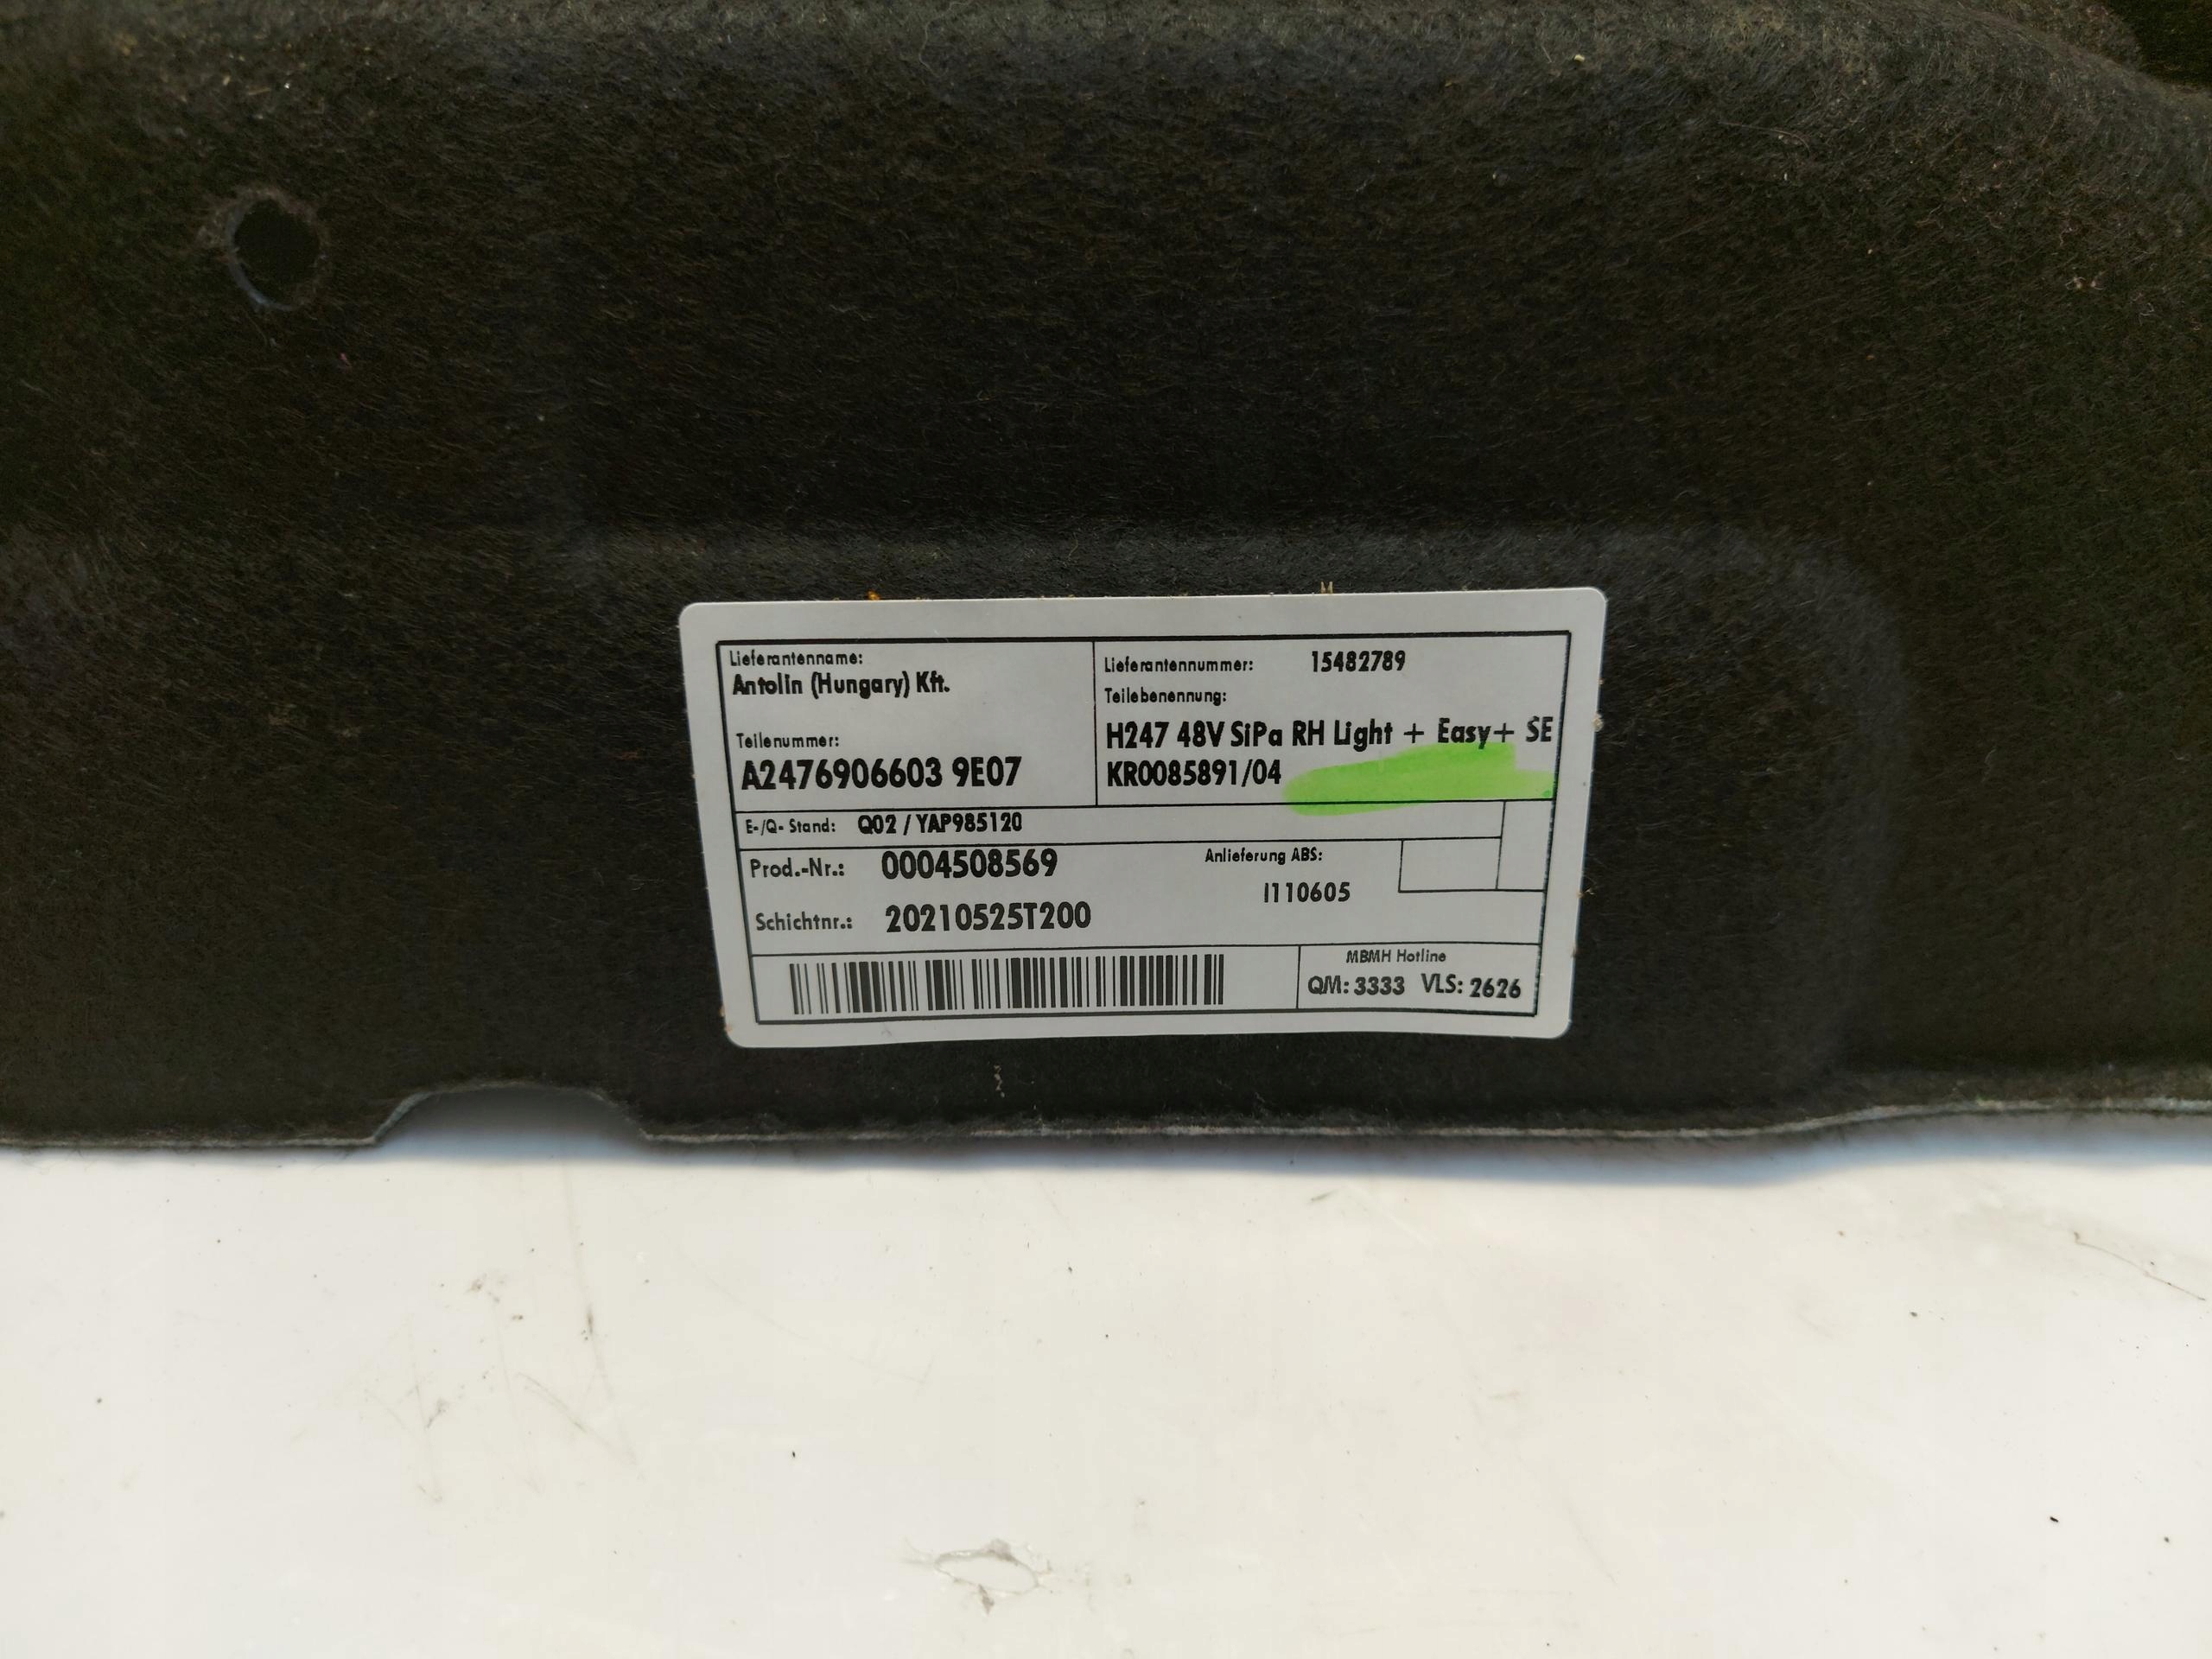 Lieferantenname:
Antolin (Hungary) Kft.
Teilenummer:
A2476906603 9E07
Lieferantennummer: 15482789
Teilebenennung:
H247 48V SiPa RH Light + Easy+ SE
KR0085891/04
E-/Q- Stand: Q02 / YAP985120
Prod.-Nr.: 0004508569
Schichtnr.: 20210525T200
Anlieferung ABS:
I110605
MBMH Hotline
QM: 3333 VLS: 2626